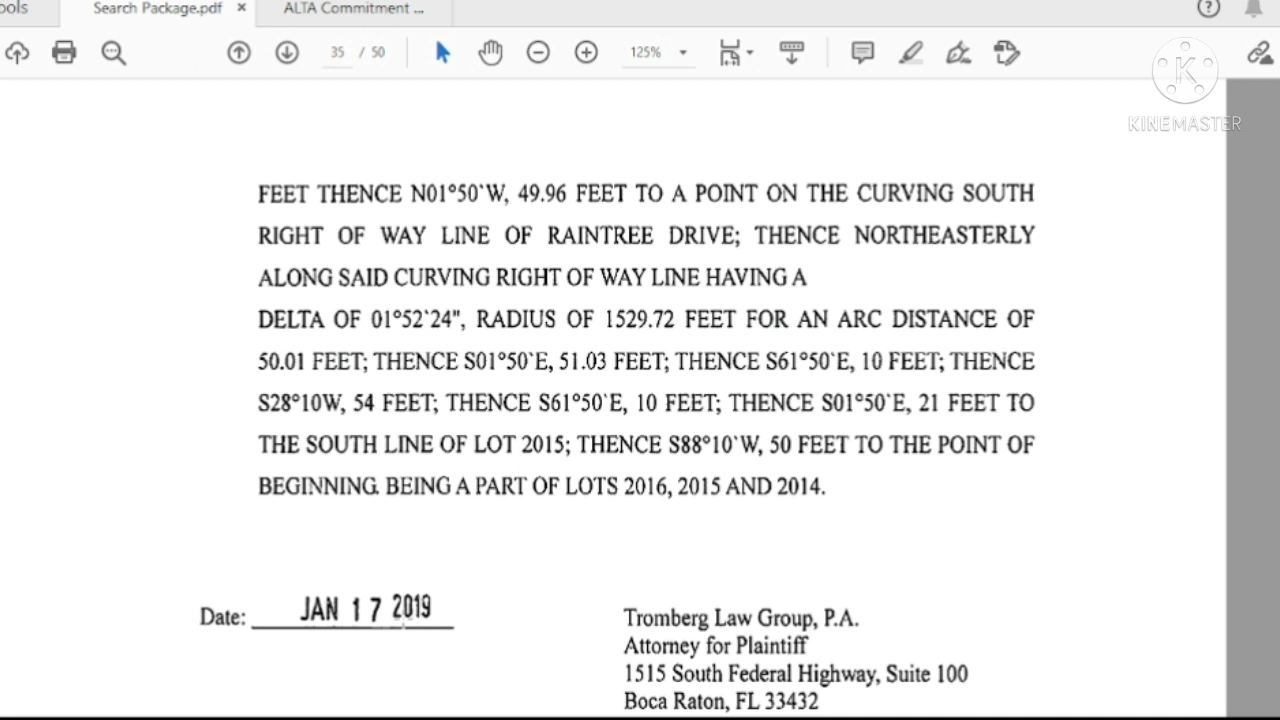 ools
Search Package.pdf ×
ALTA Commitment ...
35 / 50
125%
KINEMASTER
FEET THENCE N01°50`W, 49.96 FEET TO A POINT ON THE CURVING SOUTH
RIGHT OF WAY LINE OF RAINTREE DRIVE; THENCE NORTHEASTERLY
ALONG SAID CURVING RIGHT OF WAY LINE HAVING A
DELTA OF 01°52`24", RADIUS OF 1529.72 FEET FOR AN ARC DISTANCE OF
50.01 FEET; THENCE S01°50`E, 51.03 FEET; THENCE S61°50`E, 10 FEET; THENCE
S28°10W, 54 FEET; THENCE S61°50`E, 10 FEET; THENCE S01°50`E, 21 FEET TO
THE SOUTH LINE OF LOT 2015; THENCE S88°10`W, 50 FEET TO THE POINT OF
BEGINNING. BEING A PART OF LOTS 2016, 2015 AND 2014.
Date: JAN 17 2019
Tromberg Law Group, P.A.
Attorney for Plaintiff
1515 South Federal Highway, Suite 100
Boca Raton, FL 33432